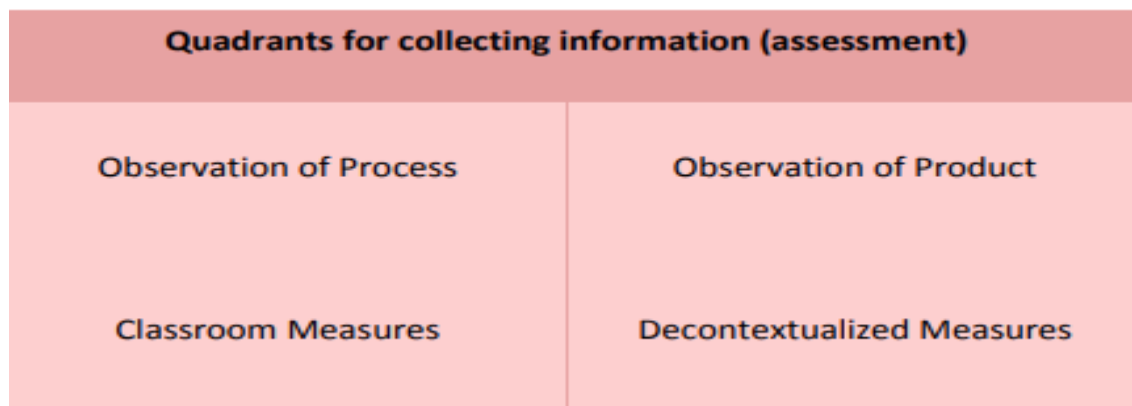 Quadrants for collecting information (assessment)
Observation of Process
Observation of Product
Classroom Measures
Decontextualized Measures